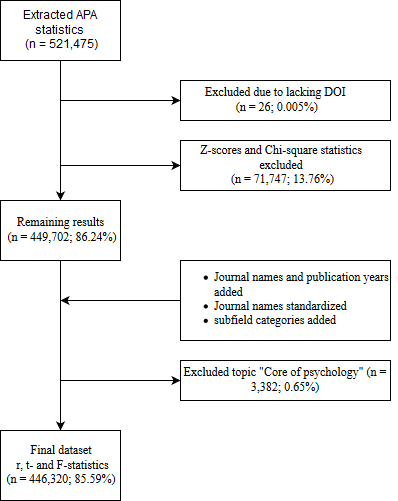 Extracted APA
statistics
(n = 521,475)
Excluded due to lacking DOI
(n = 26; 0.005%)
Z-scores and Chi-square statistics
excluded
(n = 71,747; 13.76%)
Remaining results
(n = 449,702; 86.24%)
• Journal names and publication years
added
• Journal names standardized
• subfield categories added
Excluded topic "Core of psychology" (n =
3,382; 0.65%)
Final dataset
r, t- and F-statistics
(n = 446,320; 85.59%)